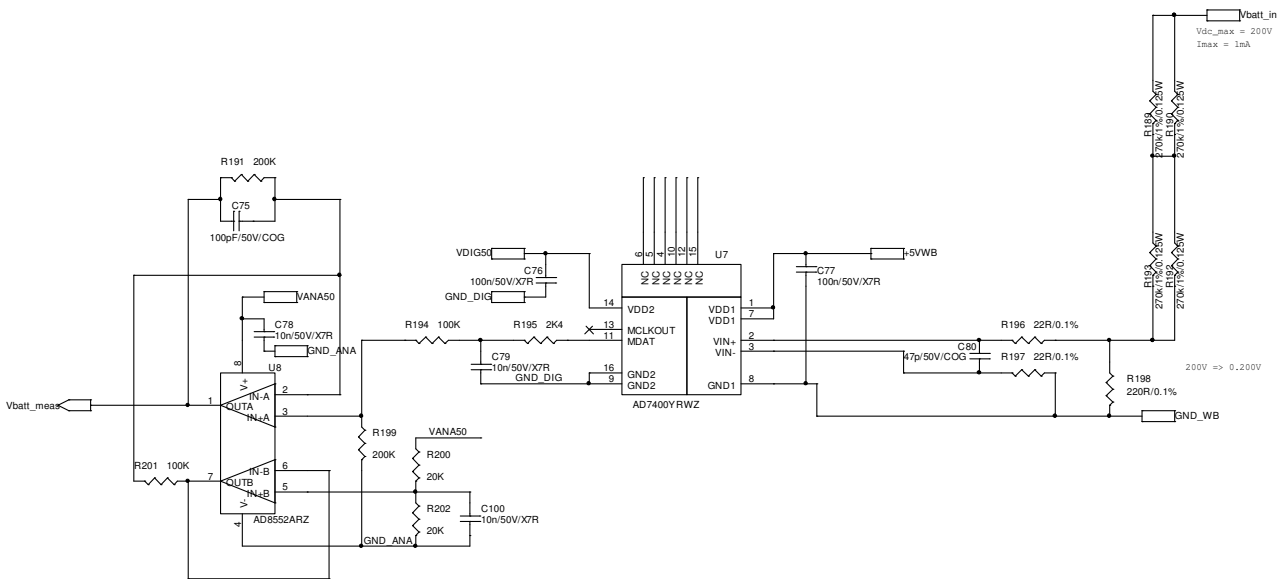 Vbatt_in
Vdc_max = 200V
Imax = 1mA
R189
270k/1%/0.125W
R190
270k/1%/0.125W
R191 200K
C75
100pF/50V/COG
6
5
4
10
12
15
NC
NC
NC
NC
NC
NC
U7
VDIG50
C76
100n/50V/X7R
GND_DIG
+5VWB
C77
100n/50V/X7R
R193
270k/1%/0.125W
R192
270k/1%/0.125W
VANA50
C78
10n/50V/X7R
GND_ANA
14
VDD2
13
MCLKOUT
11
MDAT
16
GND2
9
GND2
VDD1
1
VDD1
7
VIN+
2
VIN-
3
GND1
8
AD7400YRWZ
R194 100K
R195 2K4
C79
10n/50V/X7R
GND_DIG
R196 22R/0.1%
C80
47p/50V/COG
R197 22R/0.1%
R198
220R/0.1%
200V => 0.200V
GND_WB
8
U8
V+
Vbatt_meas
1
OUTA
IN-A
2
IN+A
3
R199
200K
VANA50
R200
20K
R201 100K
7
OUTB
IN-B
6
IN+B
5
V-
4
AD8552ARZ
R202
20K
C100
10n/50V/X7R
GND_ANA